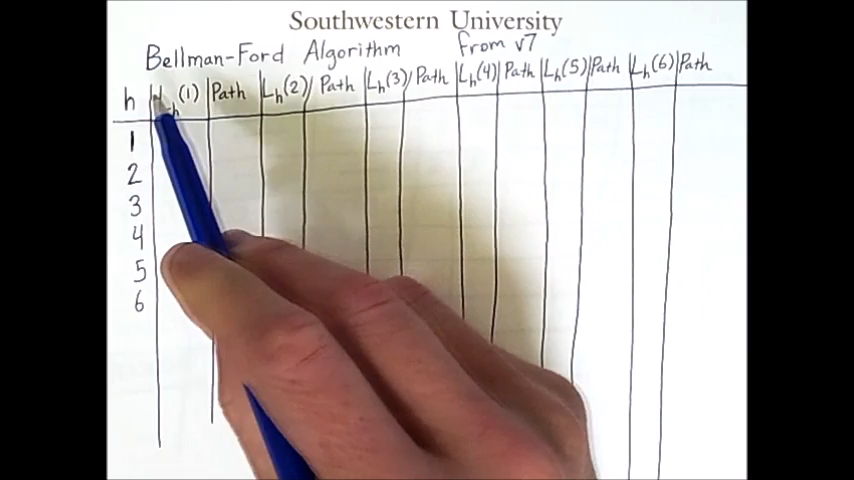 Southwestern University
Bellman-Ford Algorithm from v7
h Lh(1) Path Lh(2) Path Lh(3) Path Lh(4) Path Lh(5) Path Lh(6) Path
1
2
3
4
5
6